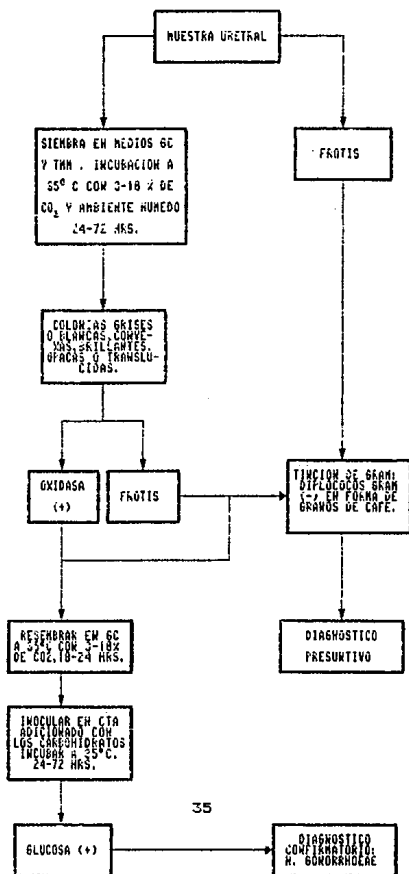 MUESTRA URETRAL
SIEMBRA EN MEDIOS GC
Y TMM . INCUBACION A
35° C CON 3-18 % DE
CO2 Y AMBIENTE HUMEDO
24-72 HRS.
FROTIS
COLONIAS GRISES
O BLANCAS, CONVE-
XAS, BRILLANTES,
OPACAS O TRANSLU-
CIDAS.
OXIDASA
(+)
FROTIS
TINCION DE GRAM:
DIPLOCOCOS GRAM
(-) EN FORMA DE
GRANOS DE CAFE.
RESEMBRAR EN GC
A 35°C CON 3-18%
DE CO2, 18-24 HRS.
DIAGNOSTICO
PRESUNTIVO
INOCULAR EN CTA
ADICIONADO CON
LOS CARBOHIDRATOS
INCUBAR A 35°C.
24-72 HRS.
35
GLUCOSA (+)
DIAGNOSTICO
CONFIRMATORIO:
N. GONORRHOEAE